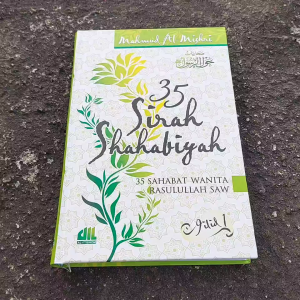 Mahmud Al Mishri
35
Sirah
Shahabiyah
35 SAHABAT WANITA
RASULULLAH SAW
Jilid 1